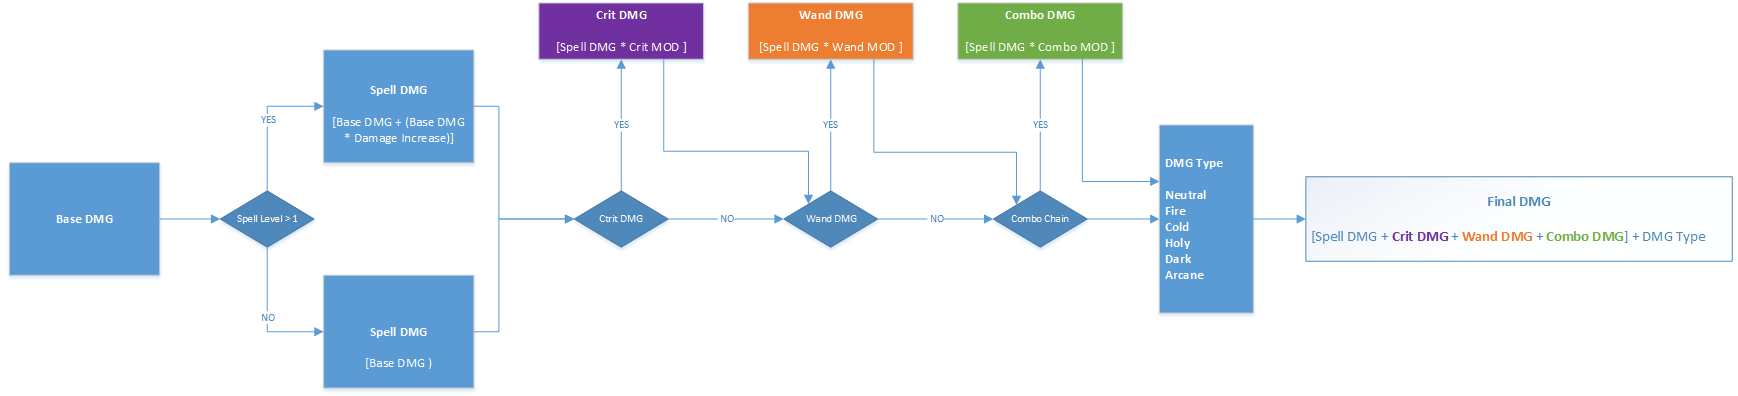 Crit DMG
[Spell DMG * Crit MOD ]
Wand DMG
[Spell DMG * Wand MOD ]
Combo DMG
[Spell DMG * Combo MOD ]
Spell DMG
[Base DMG + (Base DMG
* Damage Increase)]
YES
YES
YES
YES
Base DMG
Spell Level > 1
Ctrit DMG
NO
Wand DMG
NO
Combo Chain
DMG Type
Neutral
Fire
Cold
Holy
Dark
Arcane
Final DMG
[Spell DMG + Crit DMG + Wand DMG + Combo DMG] + DMG Type
NO
Spell DMG
[Base DMG )